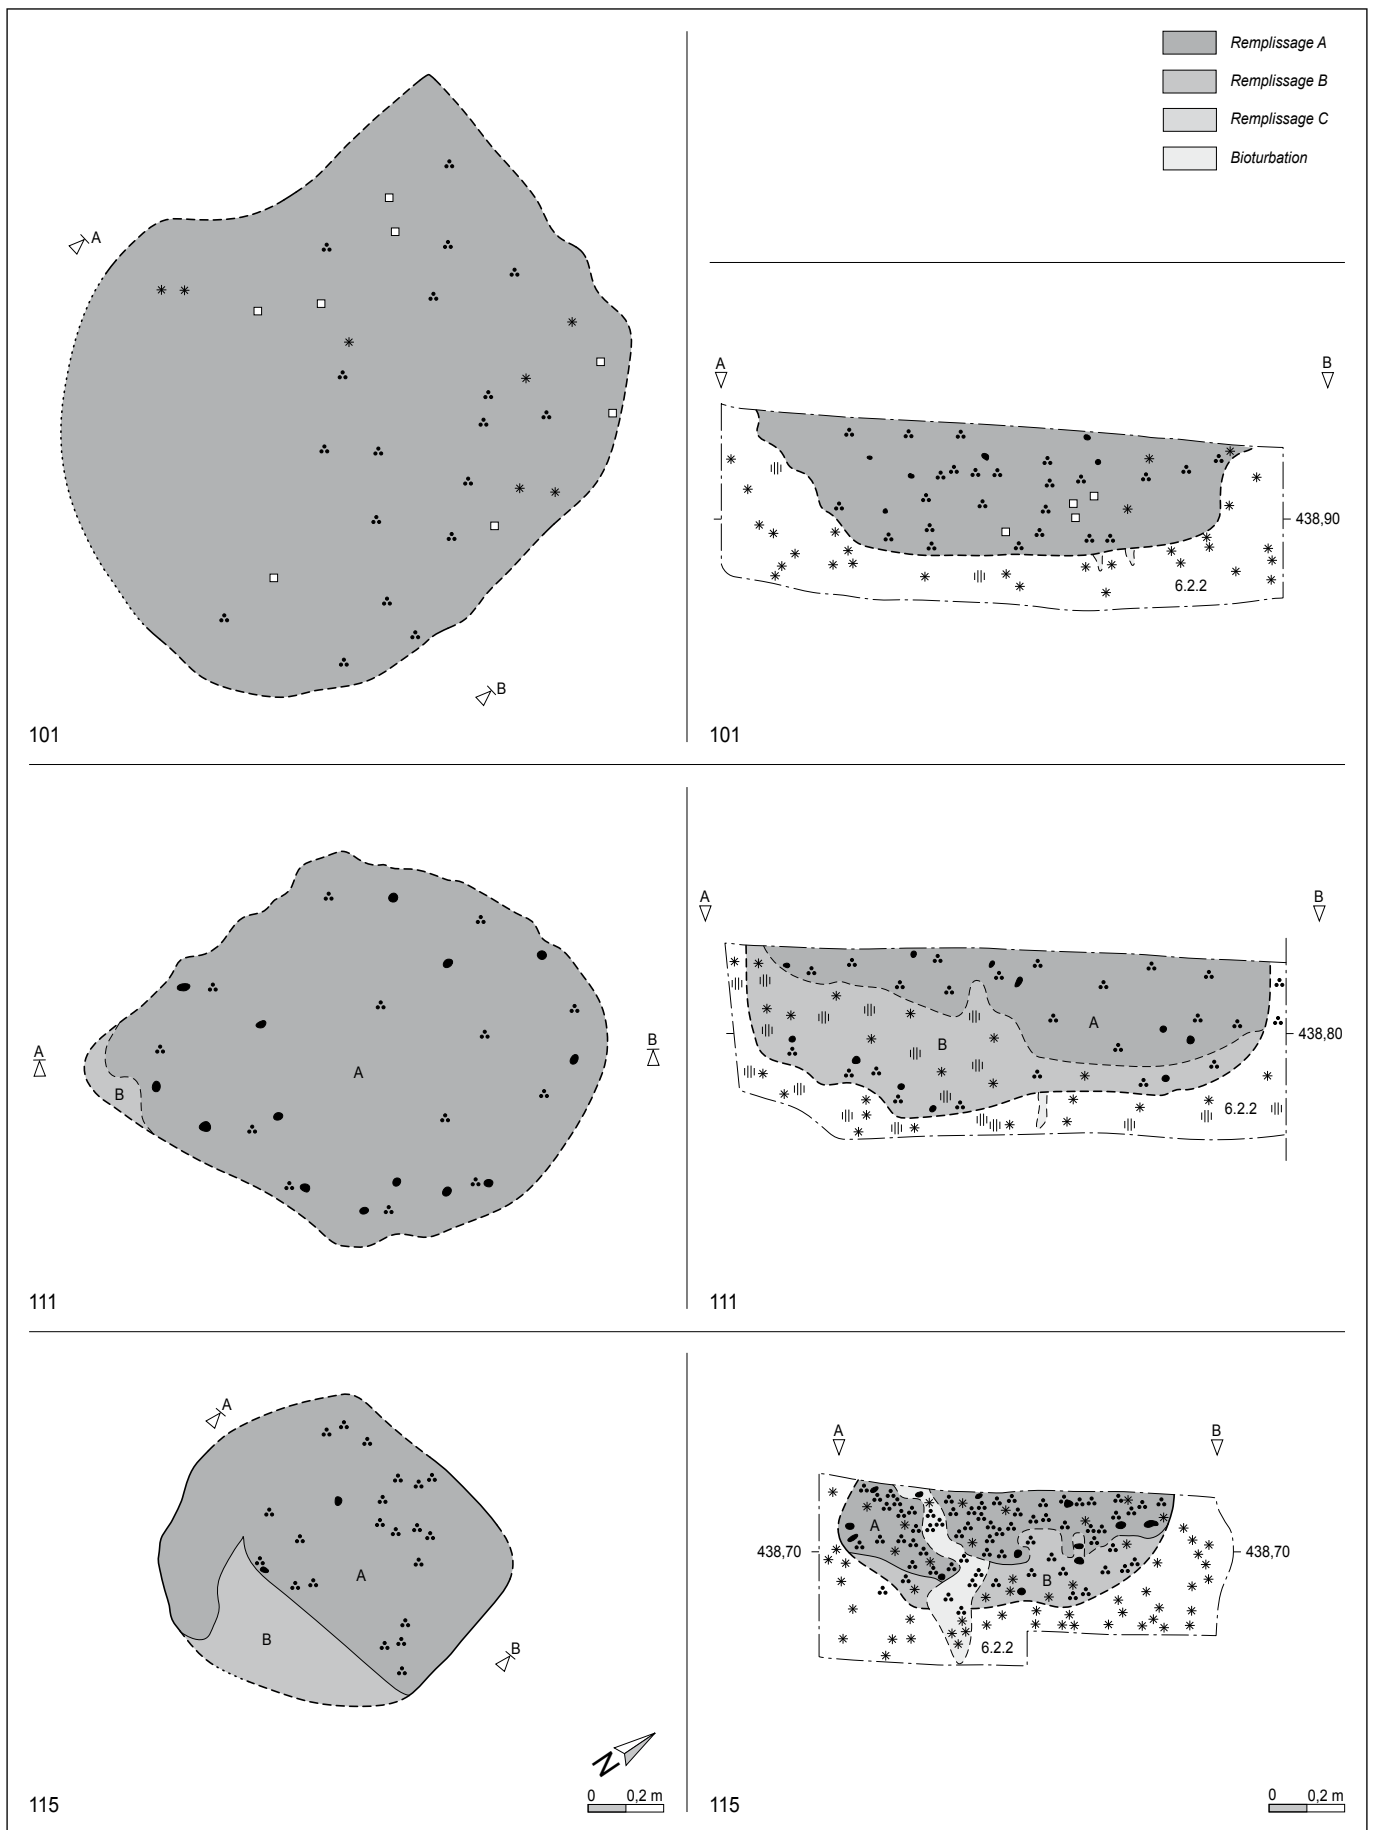 Remplissage A
Remplissage B
Remplissage C
Bioturbation
A
B
101
A
B
438,90
6.2.2
101
A
B
A
B
111
A
B
A
B
438,80
6.2.2
111
A
B
A
B
N
0 0,2 m
115
A
B
438,70
438,70
A
B
6.2.2
0 0,2 m
115